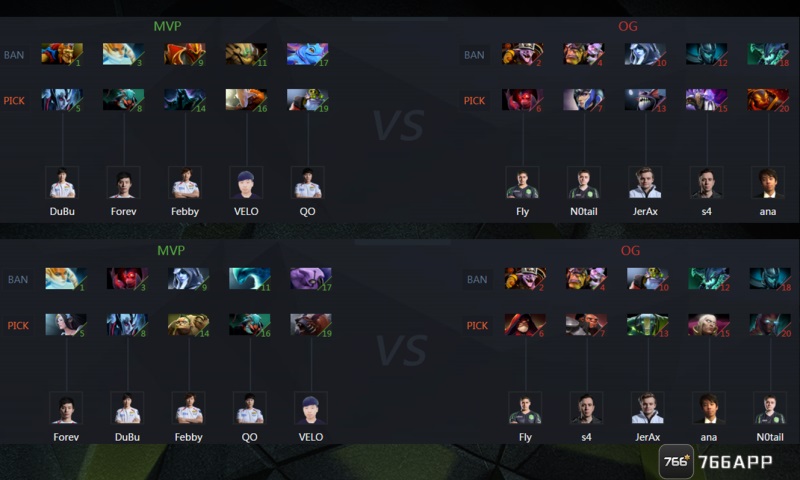 MVP OG
BAN 1 3 9 11 17 BAN 2 4 10 12 18
PICK 5 8 14 16 19 PICK 6 7 13 15 20
VS
DuBu Forev Febby VELO QO Fly N0tail JerAx s4 ana
MVP OG
BAN 1 3 9 11 17 BAN 2 4 10 12 18
PICK 5 8 14 16 19 PICK 6 7 13 15 20
VS
Forev DuBu Febby QO VELO Fly s4 JerAx ana N0tail
766 766APP